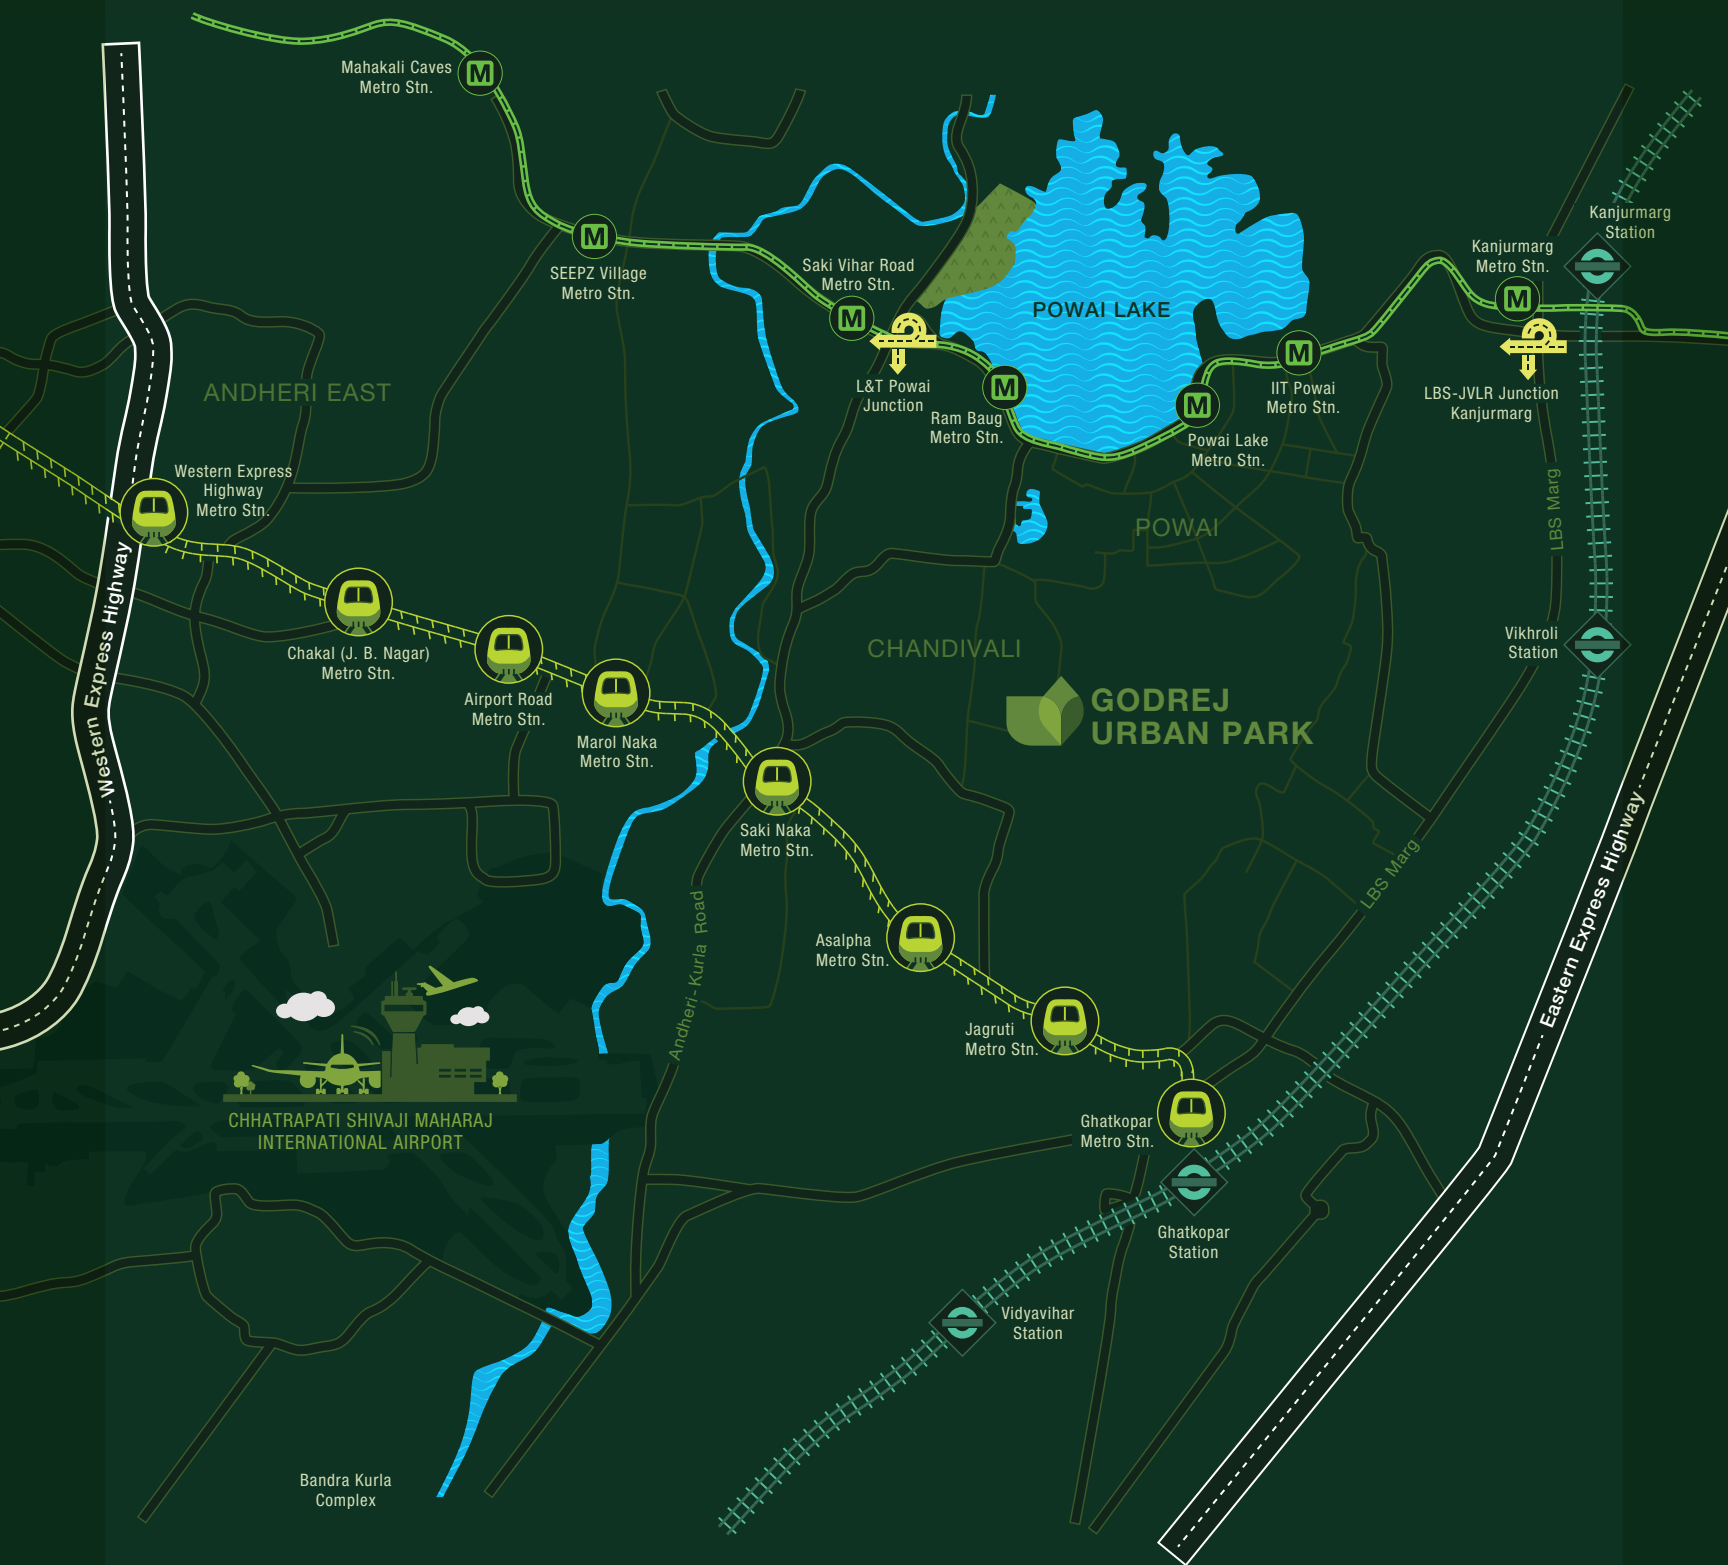 Mahakali Caves
Metro Stn.
M
Kanjurmarg
Station
M
SEEPZ Village
Metro Stn.
Saki Vihar Road
Metro Stn.
M
Kanjurmarg
Metro Stn.
M
POWAI LAKE
L&T Powai
Junction
M
Ram Baug
Metro Stn.
M
IIT Powai
Metro Stn.
M
Powai Lake
Metro Stn.
LBS-JVLR Junction
Kanjurmarg
ANDHERI EAST
Western Express
Highway
Metro Stn.
LBS Marg
POWAI
Western Express Highway
Chakal (J. B. Nagar)
Metro Stn.
CHANDIVALI
Vikhroli
Station
Airport Road
Metro Stn.
GODREJ
URBAN PARK
Marol Naka
Metro Stn.
Saki Naka
Metro Stn.
LBS Marg
Eastern Express Highway
Andheri-Kurla Road
Asalpha
Metro Stn.
Jagruti
Metro Stn.
CHHATRAPATI SHIVAJI MAHARAJ
INTERNATIONAL AIRPORT
Ghatkopar
Metro Stn.
Ghatkopar
Station
Vidyavihar
Station
Bandra Kurla
Complex